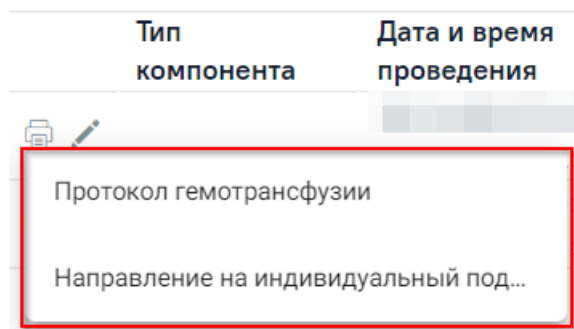 Тип Дата и время
компонента проведения
Протокол гемотрансфузии
Направление на индивидуальный под...